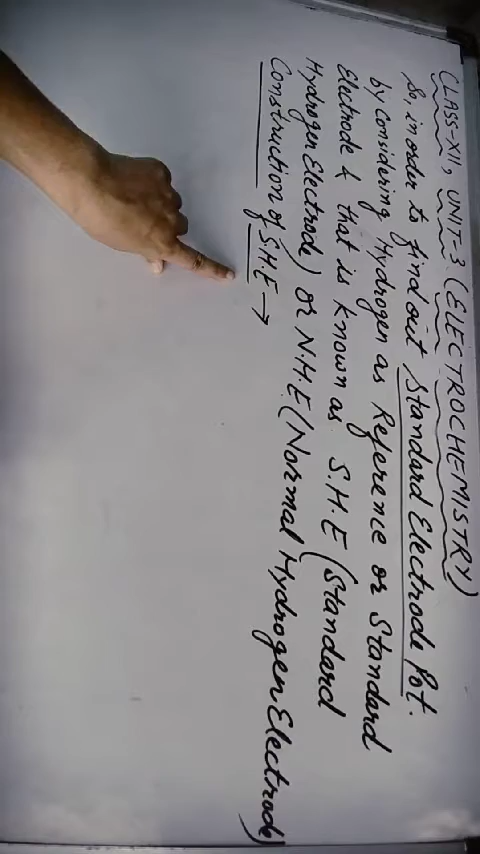 CLASS-XII, UNIT-3 (ELECTROCHEMISTRY)
So, in order to find out Standard Electrode Pot.
by considering Hydrogen as Reference or Standard
Electrode & that is known as S.H.E (Standard
Hydrogen Electrode) or N.H.E (Normal Hydrogen Electrode)
Construction of S.H.E →